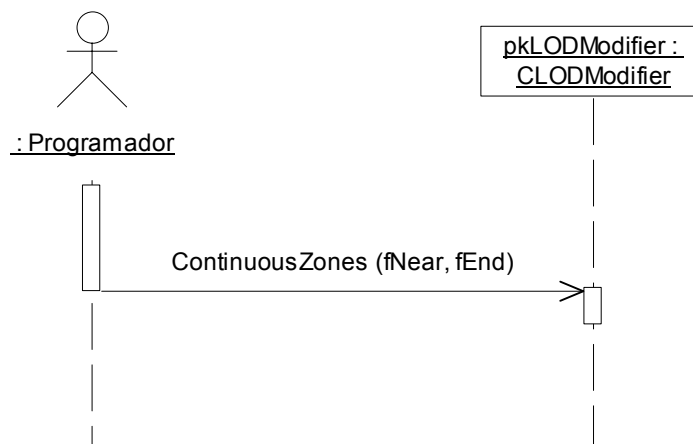 pkLODModifier :
CLODModifier
: Programador
ContinuousZones (fNear, fEnd)